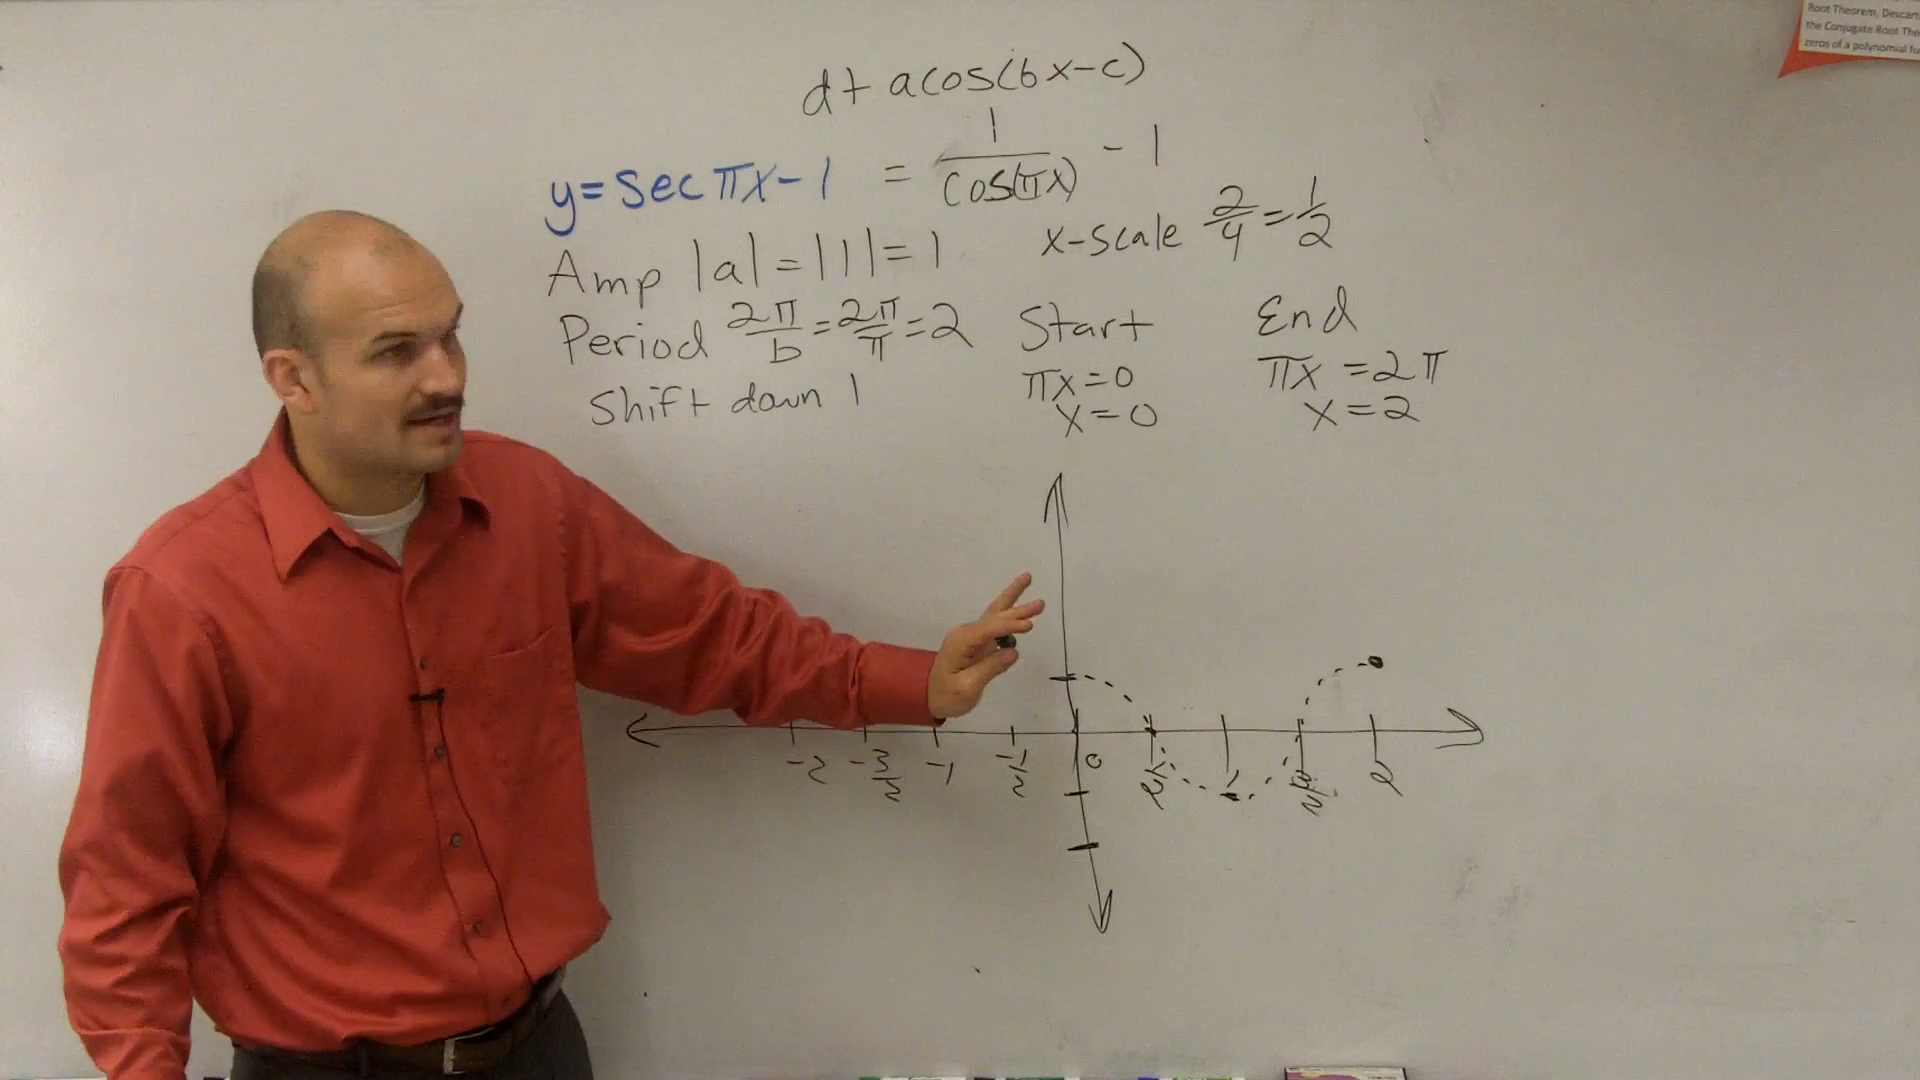 Root Theorem, Descart
the Conjugate Root The
zeros of a polynomial fu
d + a cos(bx-c)
y = sec πx - 1 = 1/cos(πx) - 1
Amp |a| = |1| = 1
x-scale 2/4 = 1/2
Period 2π/b = 2π/π = 2
Start
End
πx = 0
πx = 2π
Shift down 1
x = 0
x = 2
-2 -3/2 -1 -1/2 0 1/2 1 3/2 2